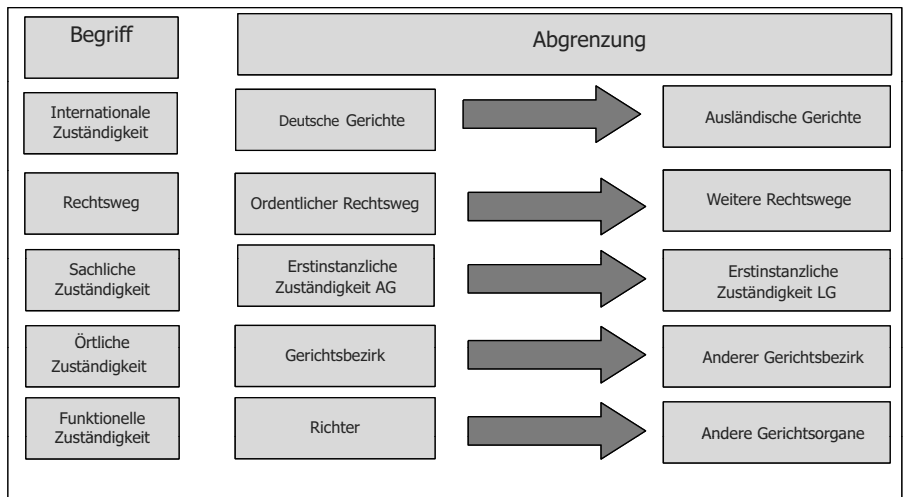 Begriff
Abgrenzung
Internationale
Zuständigkeit
Deutsche Gerichte
Ausländische Gerichte
Rechtsweg
Ordentlicher Rechtsweg
Weitere Rechtswege
Sachliche
Zuständigkeit
Erstinstanzliche
Zuständigkeit AG
Erstinstanzliche
Zuständigkeit LG
Örtliche
Zuständigkeit
Gerichtsbezirk
Anderer Gerichtsbezirk
Funktionelle
Zuständigkeit
Richter
Andere Gerichtsorgane